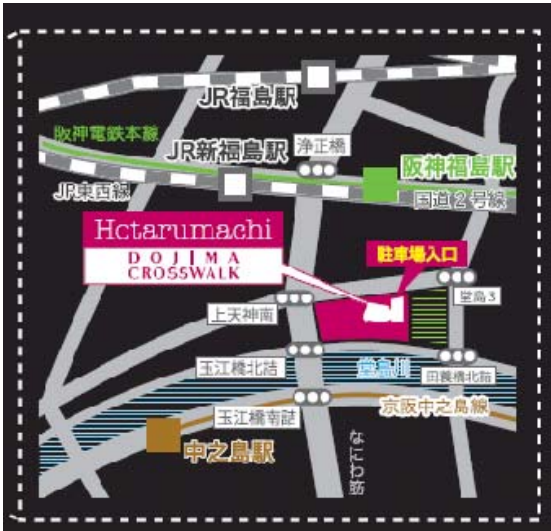 JR福島駅
阪神電鉄本線
JR新福島駅
浄正橋
阪神福島駅
JP東西線
国道2号線
Hotarumachi
DOJIMA
CROSSWALK
駐車場入口
堂島3
上天神南
玉江橋北詰
堂島川
田蓑橋北詰
玉江橋南詰
京阪中之島線
中之島駅
なにわ筋